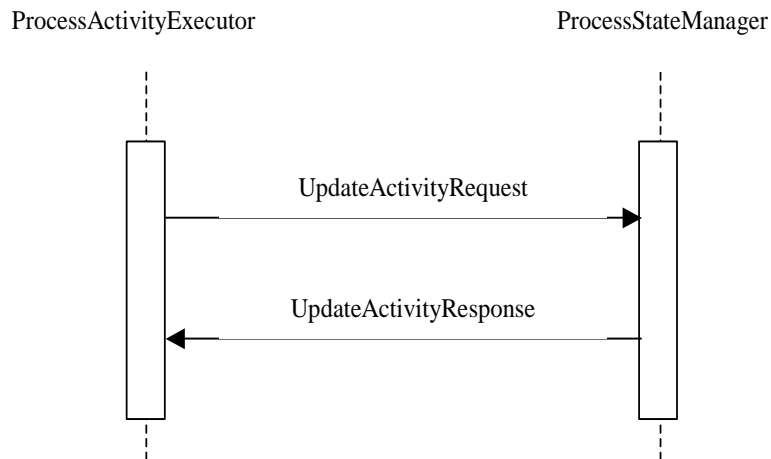 ProcessActivityExecutor
ProcessStateManager
UpdateActivityRequest
UpdateActivityResponse